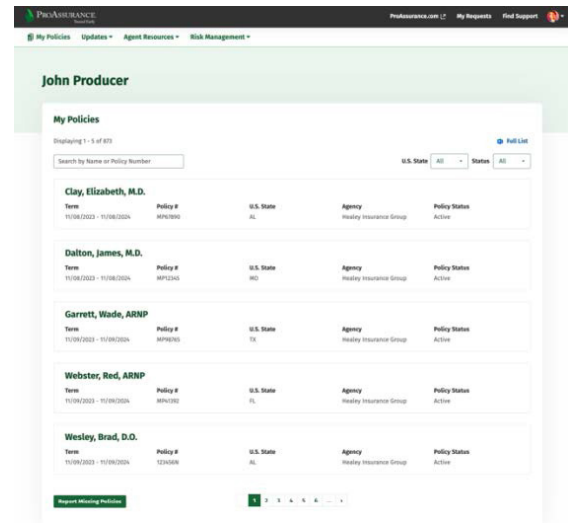 PROASSURANCE
Treated Fairly
ProAssurance.com My Requests Find Support
My Policies Updates Agent Resources Risk Management
John Producer
My Policies
Displaying 1 - 5 of 873
Full List
Search by Name or Policy Number U.S. State All Status All
Clay, Elizabeth, M.D.
Term Policy # U.S. State Agency Policy Status
11/08/2023 - 11/08/2024 MP67890 AL Healey Insurance Group Active
Dalton, James, M.D.
Term Policy # U.S. State Agency Policy Status
11/08/2023 - 11/08/2024 MP12345 MO Healey Insurance Group Active
Garrett, Wade, ARNP
Term Policy # U.S. State Agency Policy Status
11/09/2023 - 11/09/2024 MP98765 TX Healey Insurance Group Active
Webster, Red, ARNP
Term Policy # U.S. State Agency Policy Status
11/09/2023 - 11/09/2024 FL Healey Insurance Group Active
Wesley, Brad, D.O.
Term Policy # U.S. State Agency Policy Status
11/09/2023 - 11/09/2024 AL Healey Insurance Group Active
Report Missing Policies 1 2 3 4 5 6 ... ›